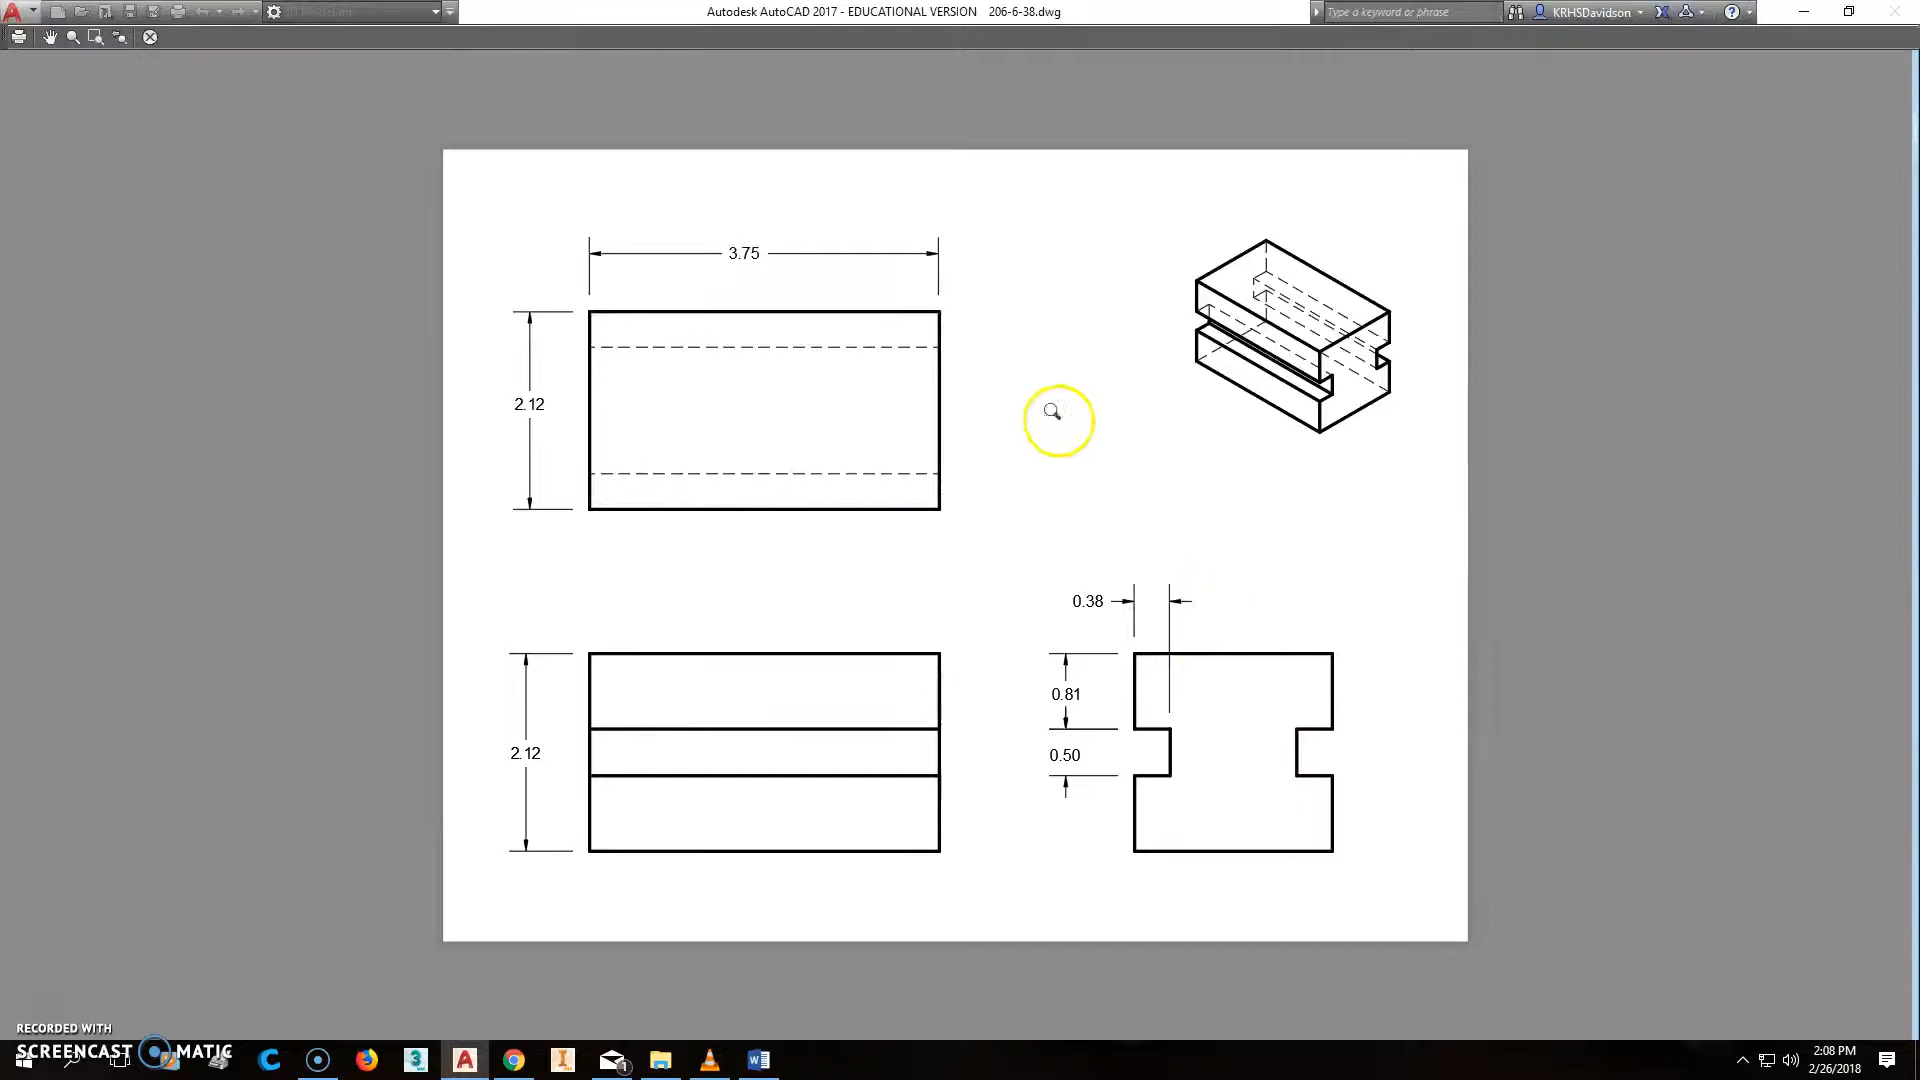 Autodesk AutoCAD 2017 - EDUCATIONAL VERSION 206-6-38.dwg
Type a keyword or phrase
KRHSDavidson
3.75
2.12
0.38
0.81
2.12
0.50
RECORDED WITH
SCREENCAST MATIC
2:08 PM
2/26/2018